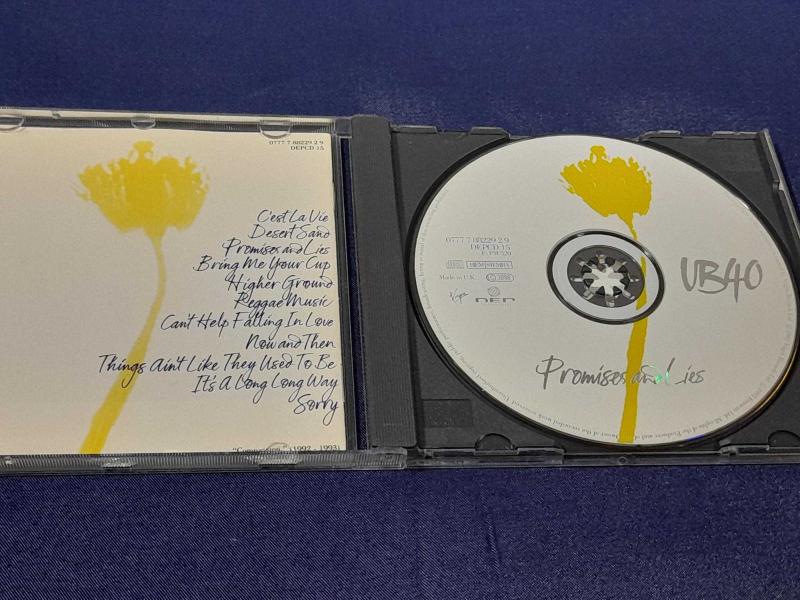 0777 7 88229 2 9
DEPCD 15
C'est La Vie
Desert Sand
Promises and Lies
Bring Me Your Cup
Higher Ground
Reggae Music
Can't Help Falling In Love
Now and Then
Things Ain't Like They Used To Be
It's A Long Long Way
Sorry
1992 - 1993)
0777 7 88229 2 9
DEPCD 15
Made in U.K.
Virgin
DEP
UB40
Promises and Lies